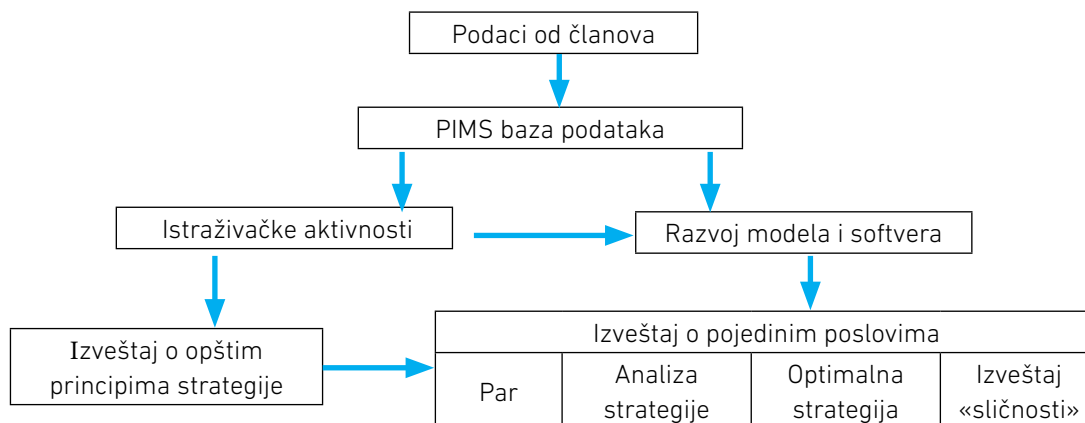 Podaci od članova
PIMS baza podataka
Istraživačke aktivnosti
Razvoj modela i softvera
Izveštaj o opštim
principima strategije
Izveštaj o pojedinim poslovima
Par
Analiza
strategije
Optimalna
strategija
Izveštaj
«sličnosti»